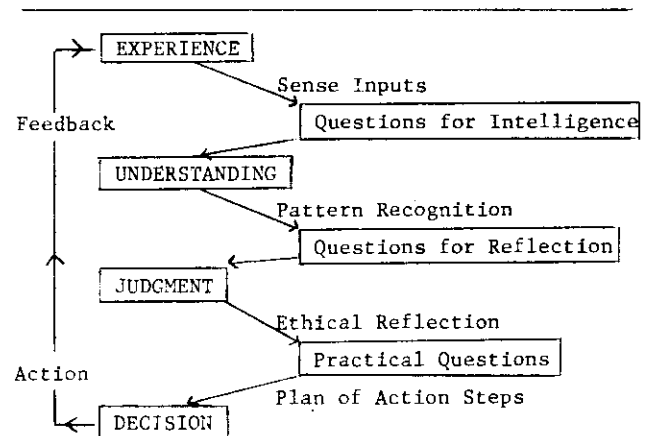 EXPERIENCE
Sense Inputs
Feedback
Questions for Intelligence
UNDERSTANDING
Pattern Recognition
Questions for Reflection
JUDGMENT
Ethical Reflection
Practical Questions
Action
Plan of Action Steps
DECISION